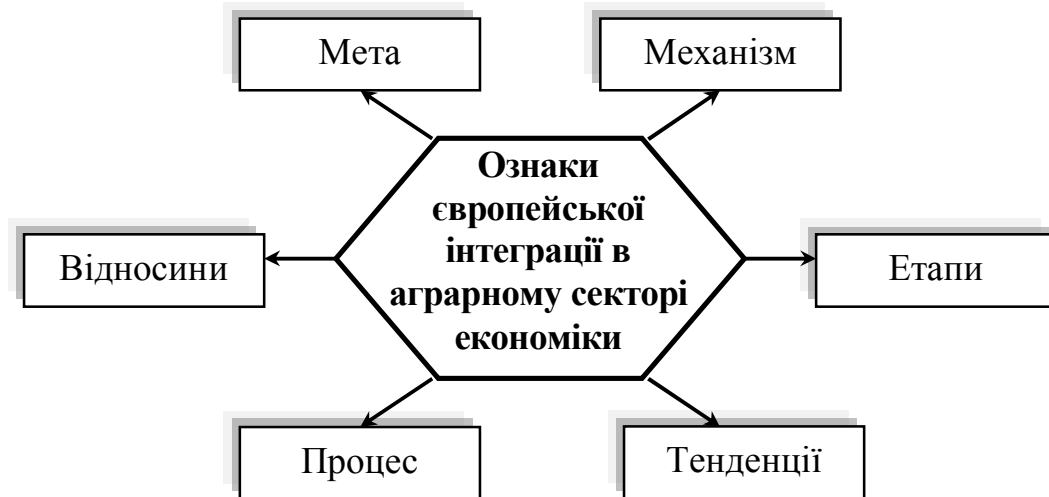 Мета
Механізм
Ознаки
європейської
інтеграції в
аграрному секторі
економіки
Відносини
Етапи
Процес
Тенденції